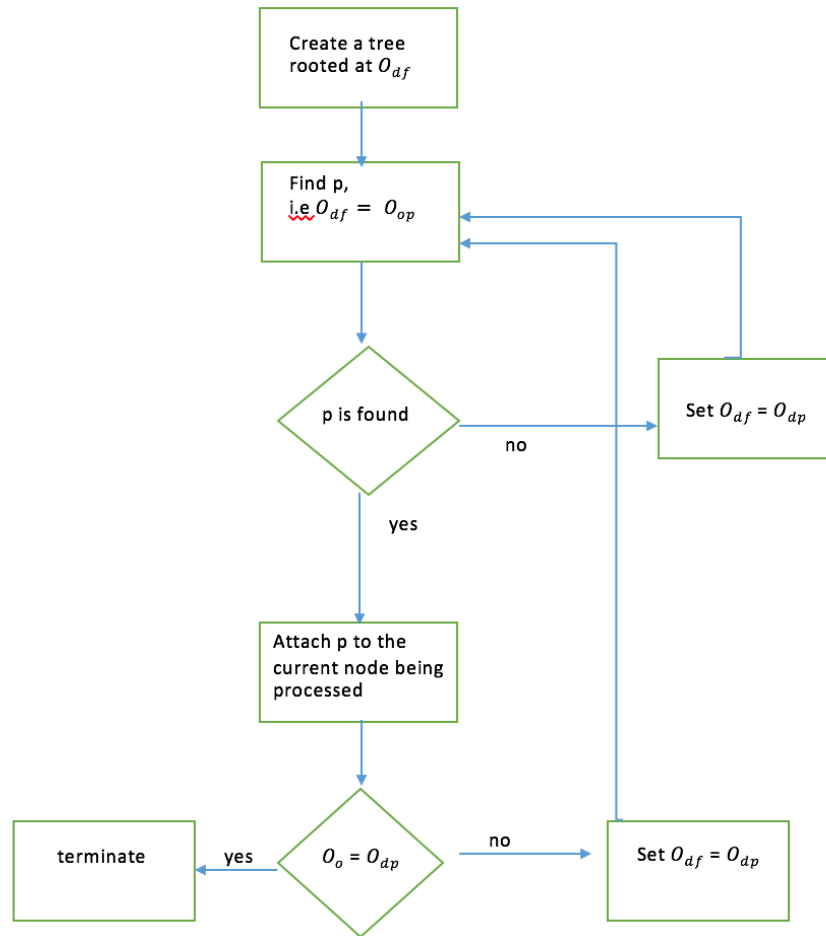 Create a tree
rooted at O_df
Find p,
i.e O_df = O_op
p is found
Set O_df = O_dp
no
yes
Attach p to the
current node being
processed
terminate
yes
O_o = O_dp
no
Set O_df = O_dp